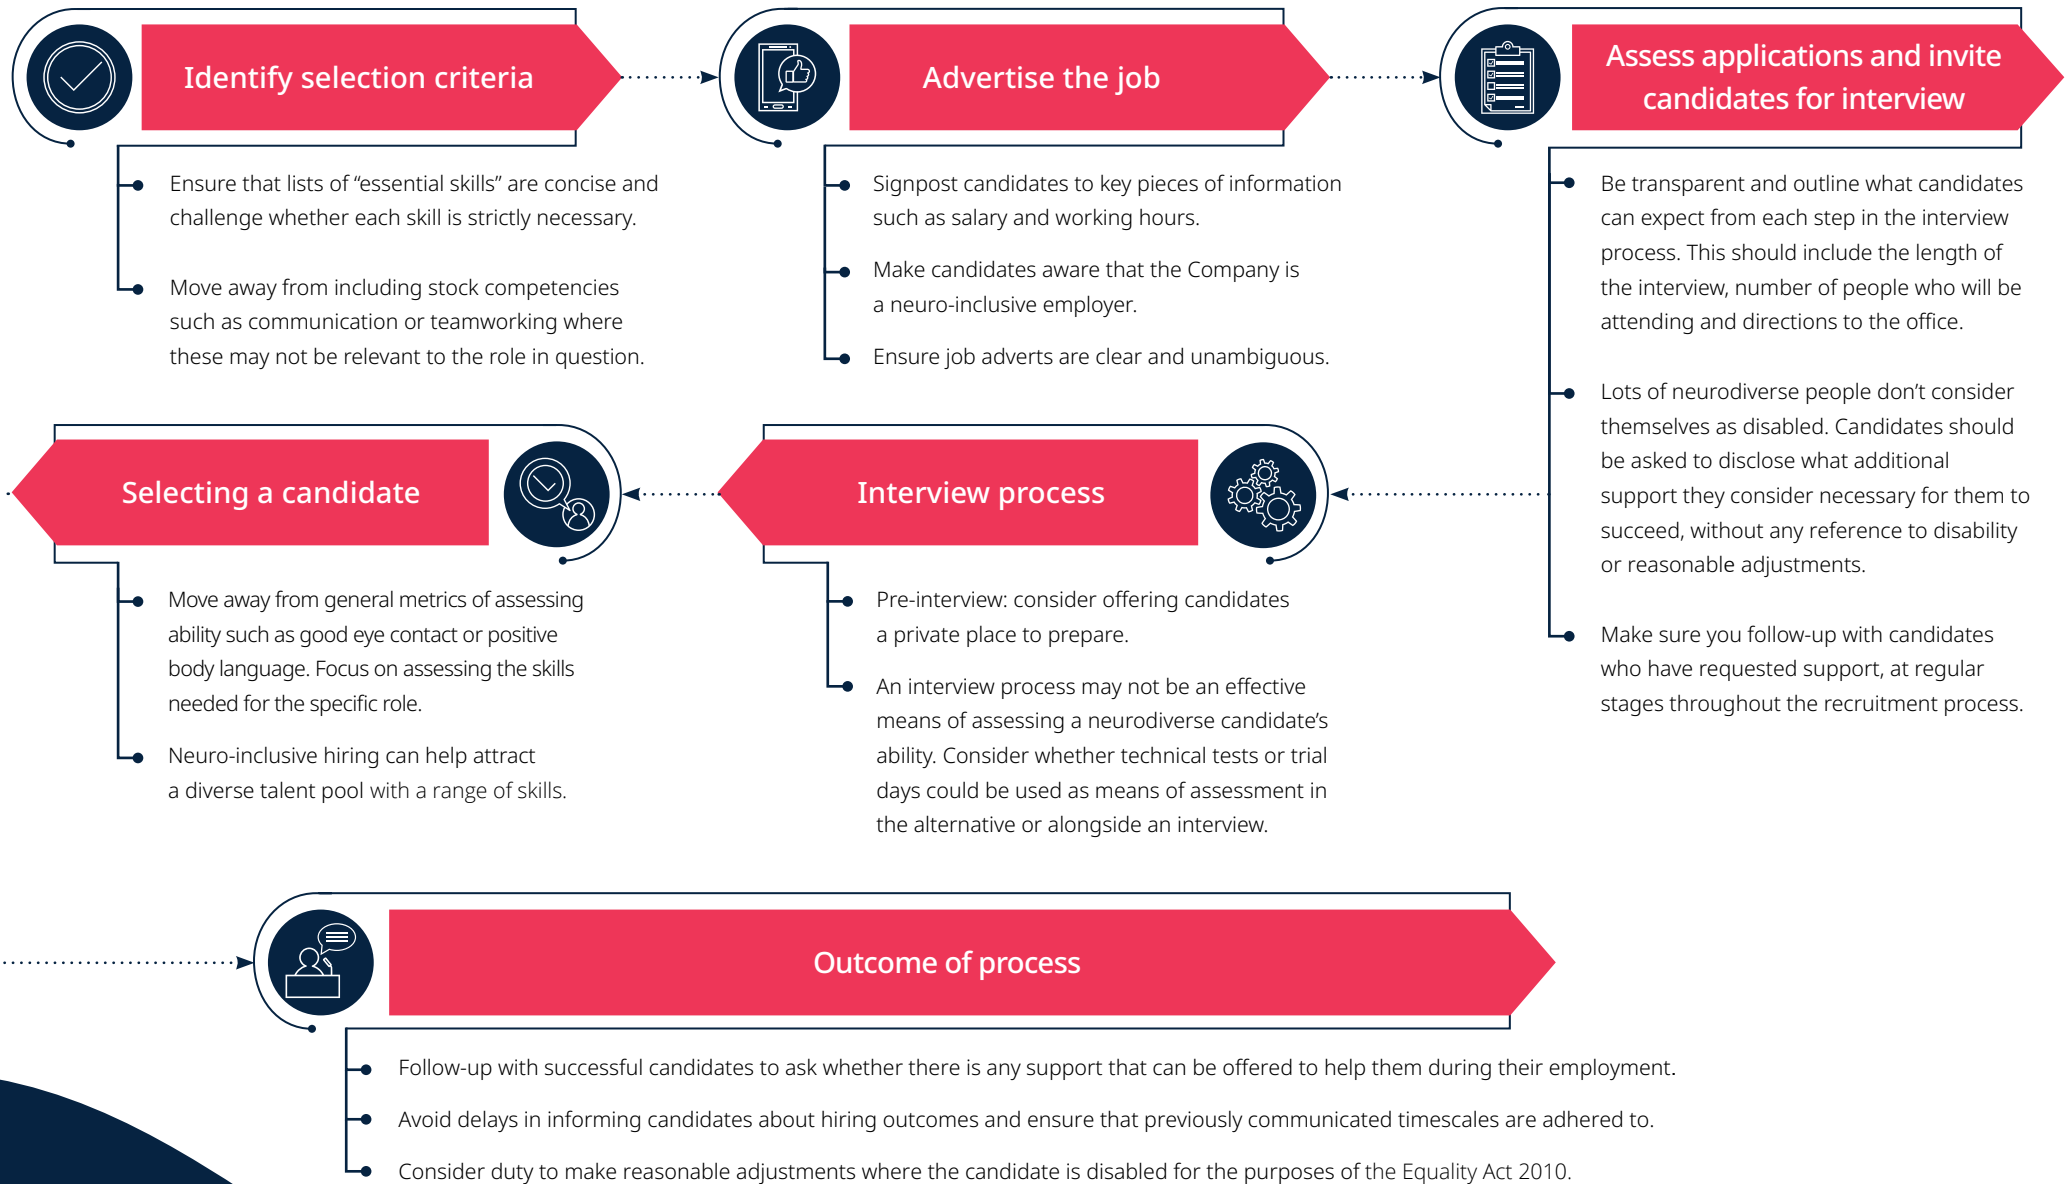 Identify selection criteria
Ensure that lists of “essential skills” are concise and
challenge whether each skill is strictly necessary.
Move away from including stock competencies
such as communication or teamworking where
these may not be relevant to the role in question.
Advertise the job
Signpost candidates to key pieces of information
such as salary and working hours.
Make candidates aware that the Company is
a neuro-inclusive employer.
Ensure job adverts are clear and unambiguous.
Assess applications and invite
candidates for interview
Be transparent and outline what candidates
can expect from each step in the interview
process. This should include the length of
the interview, number of people who will be
attending and directions to the office.
Lots of neurodiverse people don’t consider
themselves as disabled. Candidates should
be asked to disclose what additional
support they consider necessary for them to
succeed, without any reference to disability
or reasonable adjustments.
Make sure you follow-up with candidates
who have requested support, at regular
stages throughout the recruitment process.
Interview process
Pre-interview: consider offering candidates
a private place to prepare.
An interview process may not be an effective
means of assessing a neurodiverse candidate’s
ability. Consider whether technical tests or trial
days could be used as means of assessment in
the alternative or alongside an interview.
Selecting a candidate
Move away from general metrics of assessing
ability such as good eye contact or positive
body language. Focus on assessing the skills
needed for the specific role.
Neuro-inclusive hiring can help attract
a diverse talent pool with a range of skills.
Outcome of process
Follow-up with successful candidates to ask whether there is any support that can be offered to help them during their employment.
Avoid delays in informing candidates about hiring outcomes and ensure that previously communicated timescales are adhered to.
Consider duty to make reasonable adjustments where the candidate is disabled for the purposes of the Equality Act 2010.